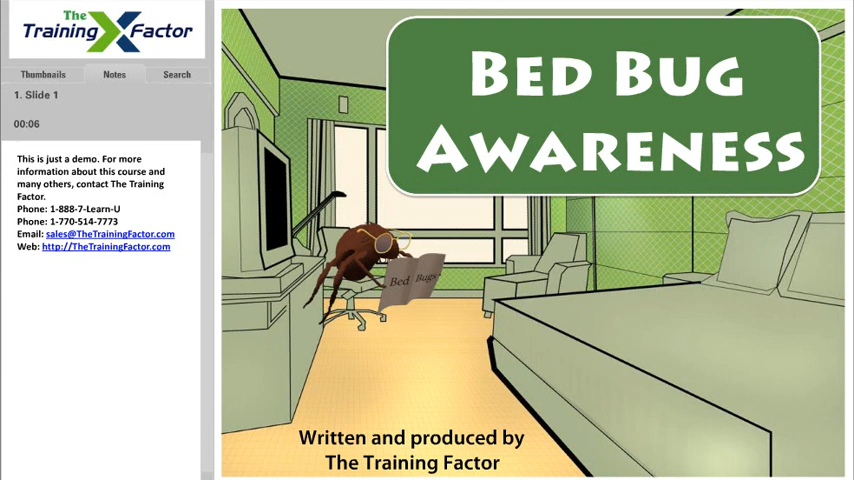 The
Training Factor
Thumbnails Notes Search
1. Slide 1
00:06
This is just a demo. For more
information about this course and
many others, contact The Training
Factor.
Phone: 1-888-7-Learn-U
Phone: 1-770-514-7773
Email: sales@TheTrainingFactor.com
Web: http://TheTrainingFactor.com
BED BUG
AWARENESS
Bed Bugs
Written and produced by
The Training Factor